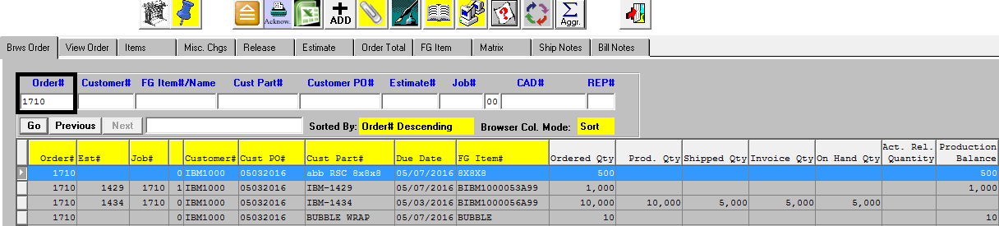 Acknow. ADD Aggr.
Brws Order View Order Items Misc. Chgs Release Estimate Order Total FG Item Matrix Ship Notes Bill Notes
Order# Customer# FG Item#/Name Cust Part# Customer PO# Estimate# Job# CAD# REP#
1710 00
Go Previous Next Sorted By: Order# Descending Browser Col. Mode: Sort
Act. Rel. Production
Order# Est# Job# Customer# Cust PO# Cust Part# Due Date FG Item# Ordered Qty Prod. Qty Shipped Qty Invoice Qty On Hand Qty Quantity Balance
1710 0 IBM1000 05032016 abb RSC 8x8x8 05/07/2016 8X8X8 500 500
1710 1429 1710 1 IBM1000 05032016 IBM-1429 05/07/2016 BIBM1000053A99 1,000 1,000
1710 1434 1710 0 IBM1000 05032016 IBM-1434 05/03/2016 BIBM1000056A99 10,000 10,000 5,000 5,000 5,000
1710 0 IBM1000 05032016 BUBBLE WRAP 05/07/2016 BUBBLE 10 10